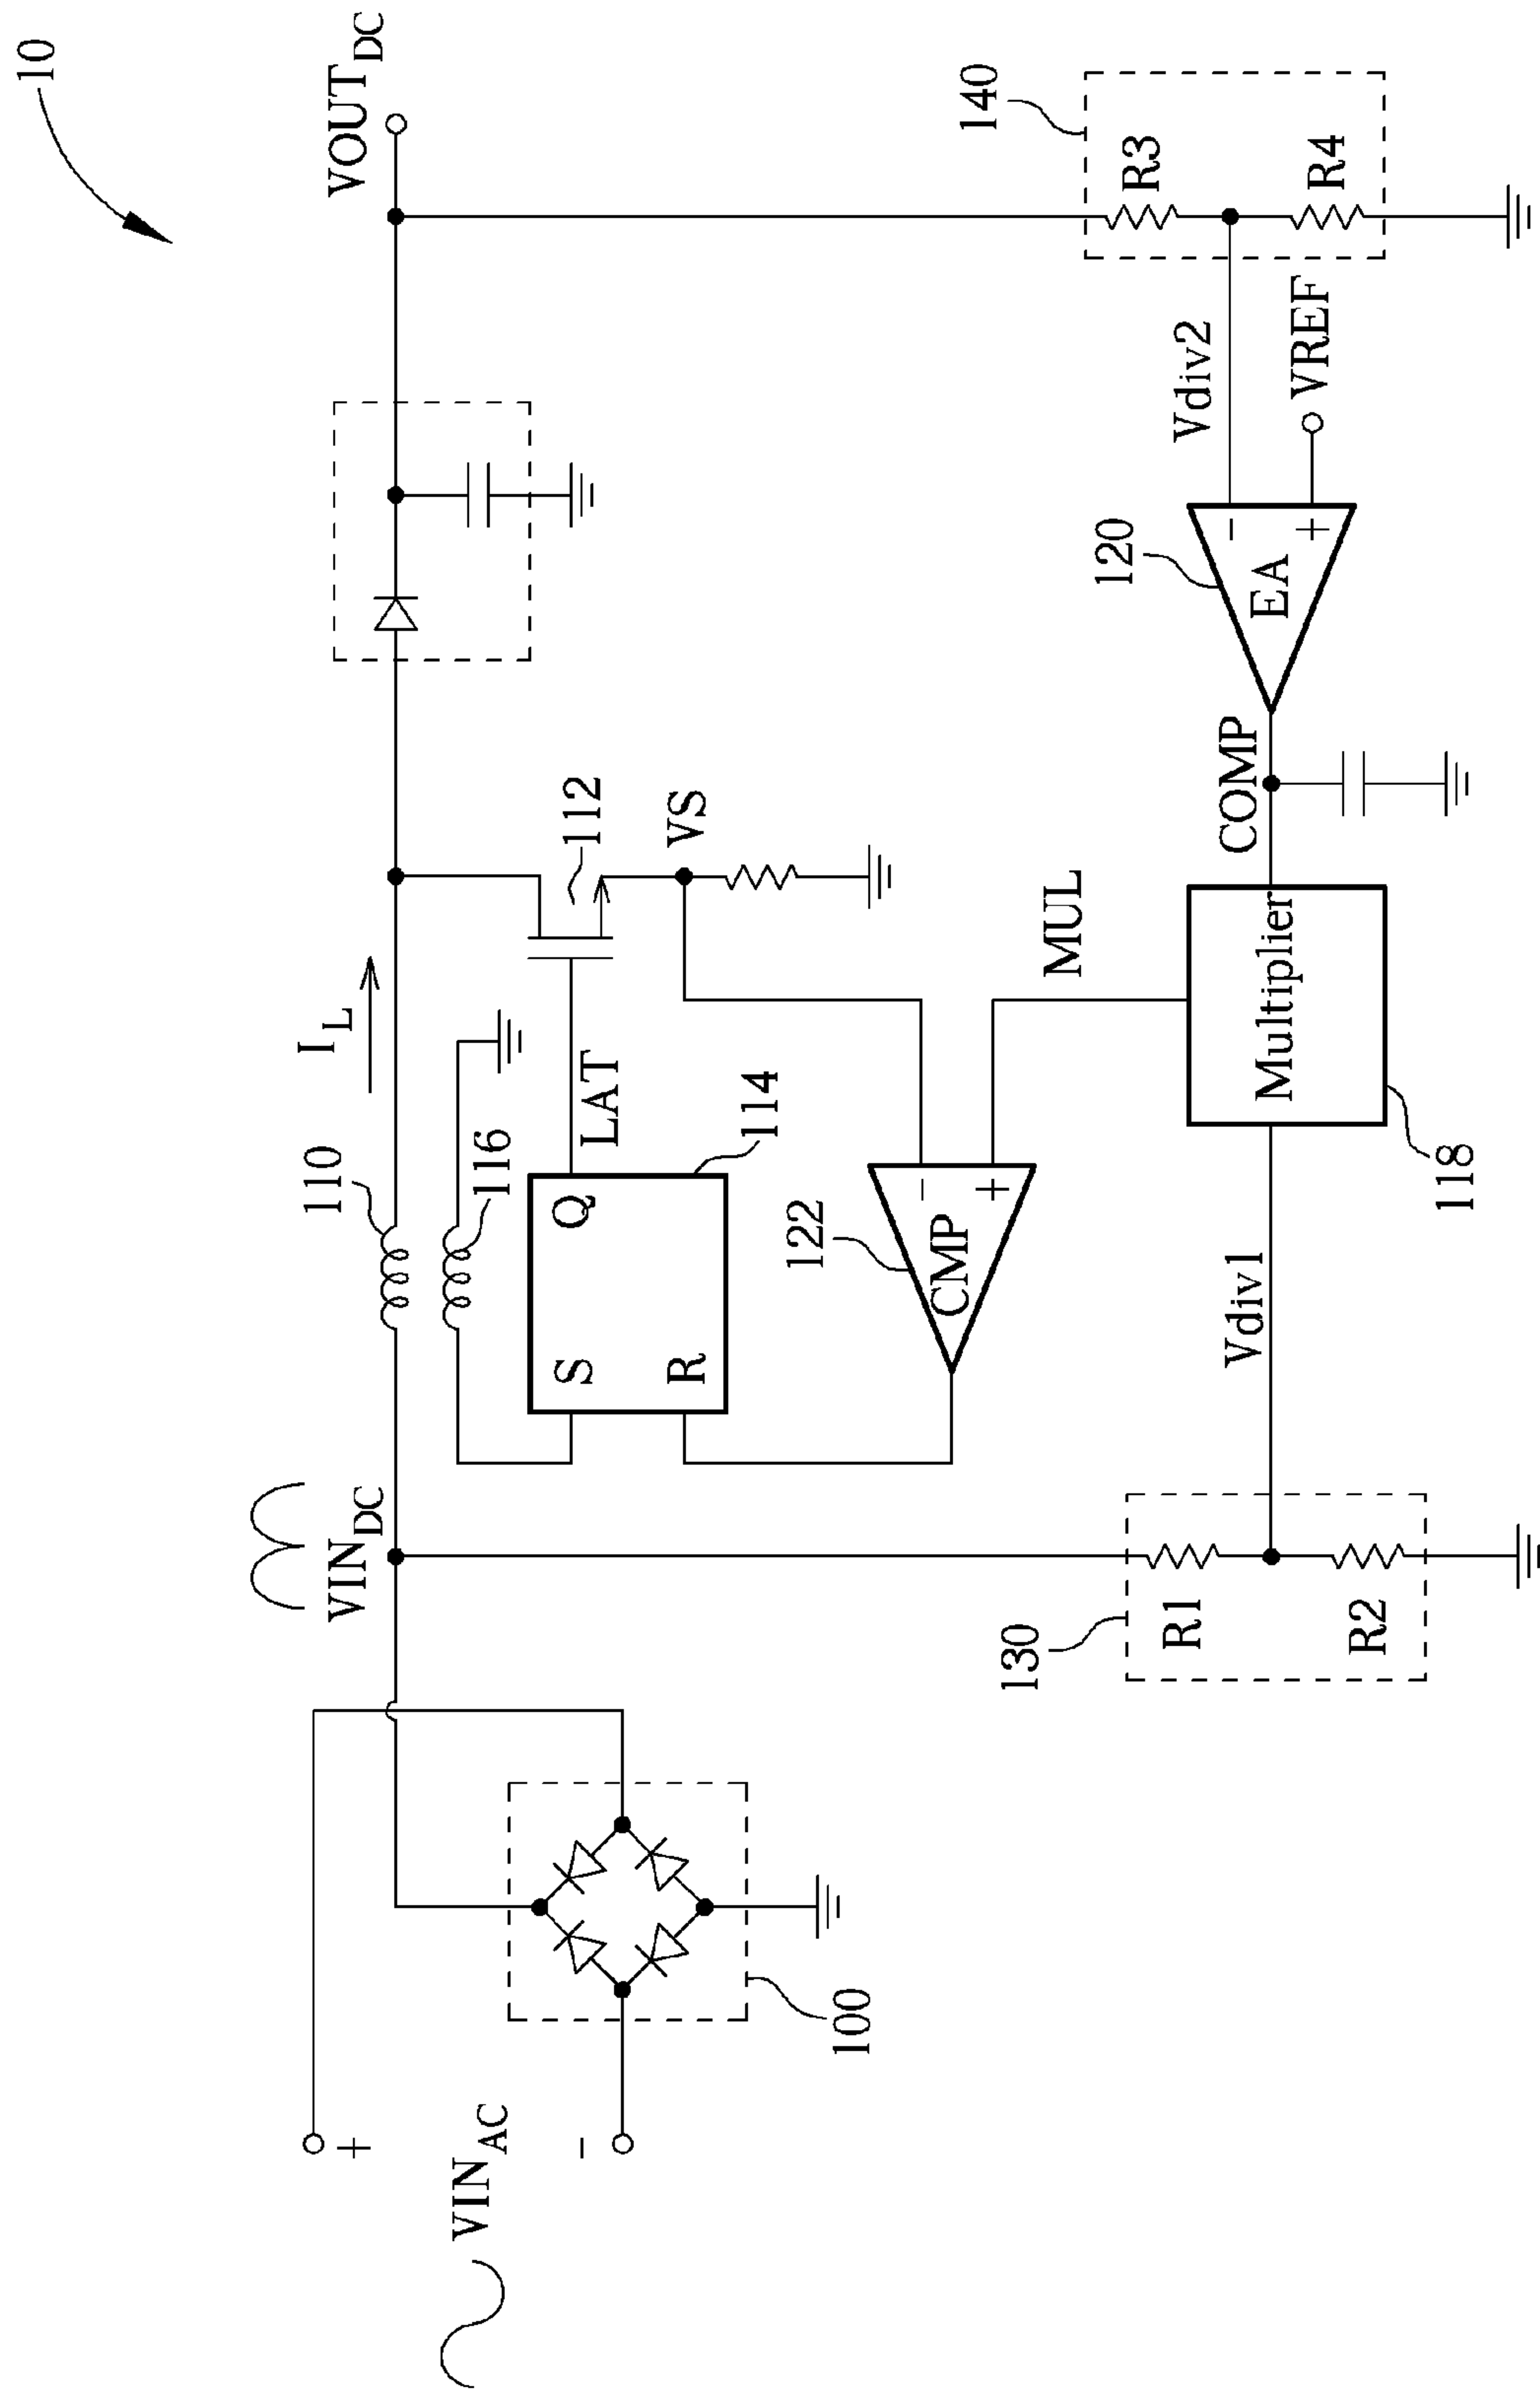 10
VIN_AC
+
-
100
VIN_DC
110
I_L
VOUT_DC
116
S
Q
R
LAT
114
112
VS
122
CMP
-
+
MUL
130
R1
R2
Vdiv1
Multiplier
118
COMP
120
EA
-
+
Vdiv2
VREF
140
R3
R4